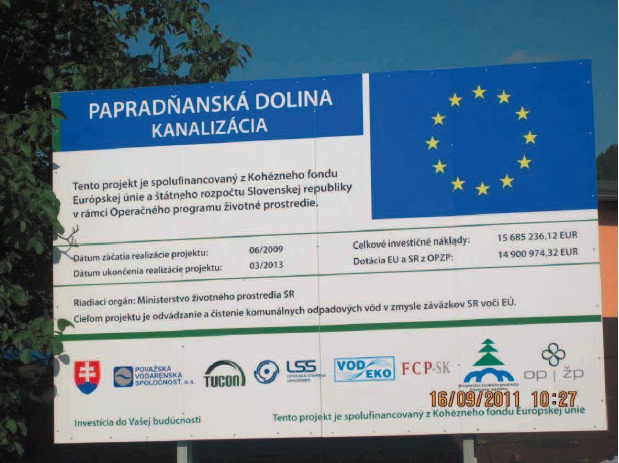 PAPRADŇANSKÁ DOLINA
KANALIZÁCIA
Tento projekt je spolufinancovaný z Kohézneho fondu
Európskej únie a štátneho rozpočtu Slovenskej republiky
v rámci Operačného programu životné prostredie.
Dátum začatia realizácie projektu: 06/2009
Dátum ukončenia realizácie projektu: 03/2013
Celkové investičné náklady: 15 685 236,12 EUR
Dotácia EU a SR z OPZP: 14 900 974,32 EUR
Riadiaci orgán: Ministerstvo životného prostredia SR
Cieľom projektu je odvádzanie a čistenie komunálnych odpadových vôd v zmysle záväzkov SR voči EÚ.
POVAŽSKÁ
VODÁRENSKÁ
SPOLOČNOSŤ, a.s.
TUCON
LSS
VOD
EKO
FCP-SK
op žp
16/09/2011 10:27
Investícia do Vašej budúcnosti
Tento projekt je spolufinancovaný z Kohézneho fondu Európskej únie